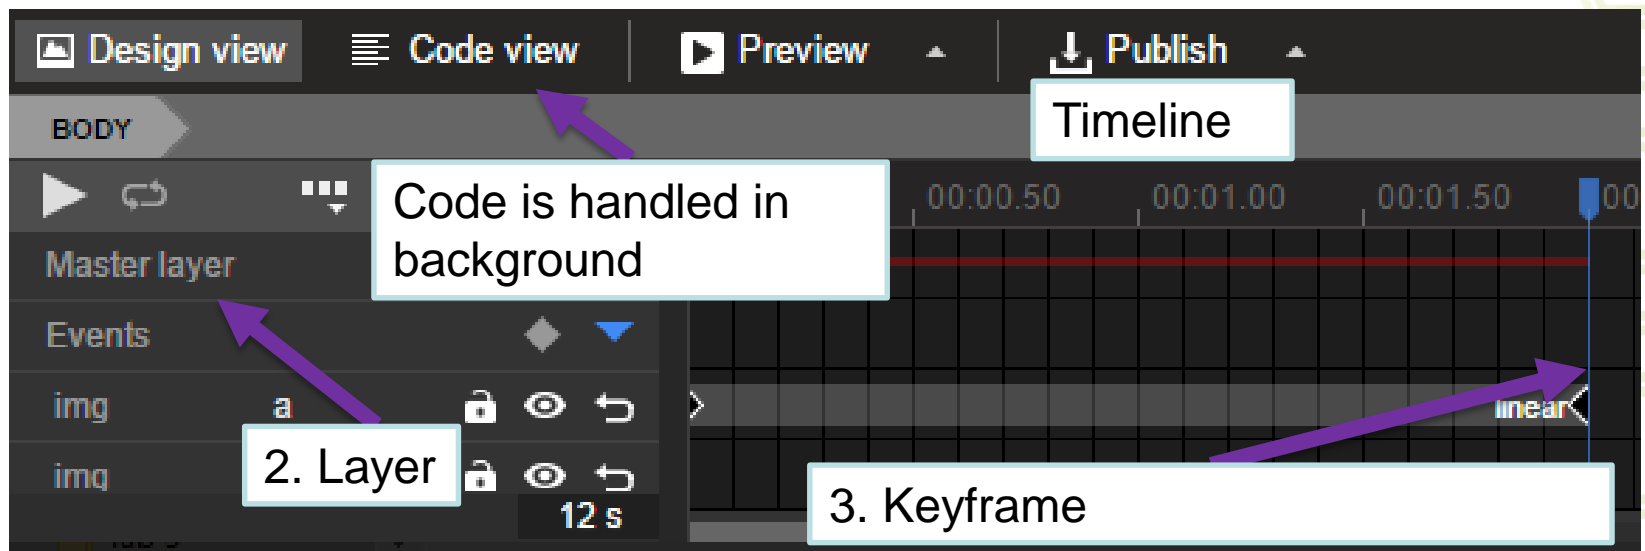 Design view Code view Preview Publish
Timeline
BODY
Code is handled in
background
00:00.50 00:01.00 00:01.50 00
Master layer
Events
img a
linear
2. Layer
img
3. Keyframe
12 s